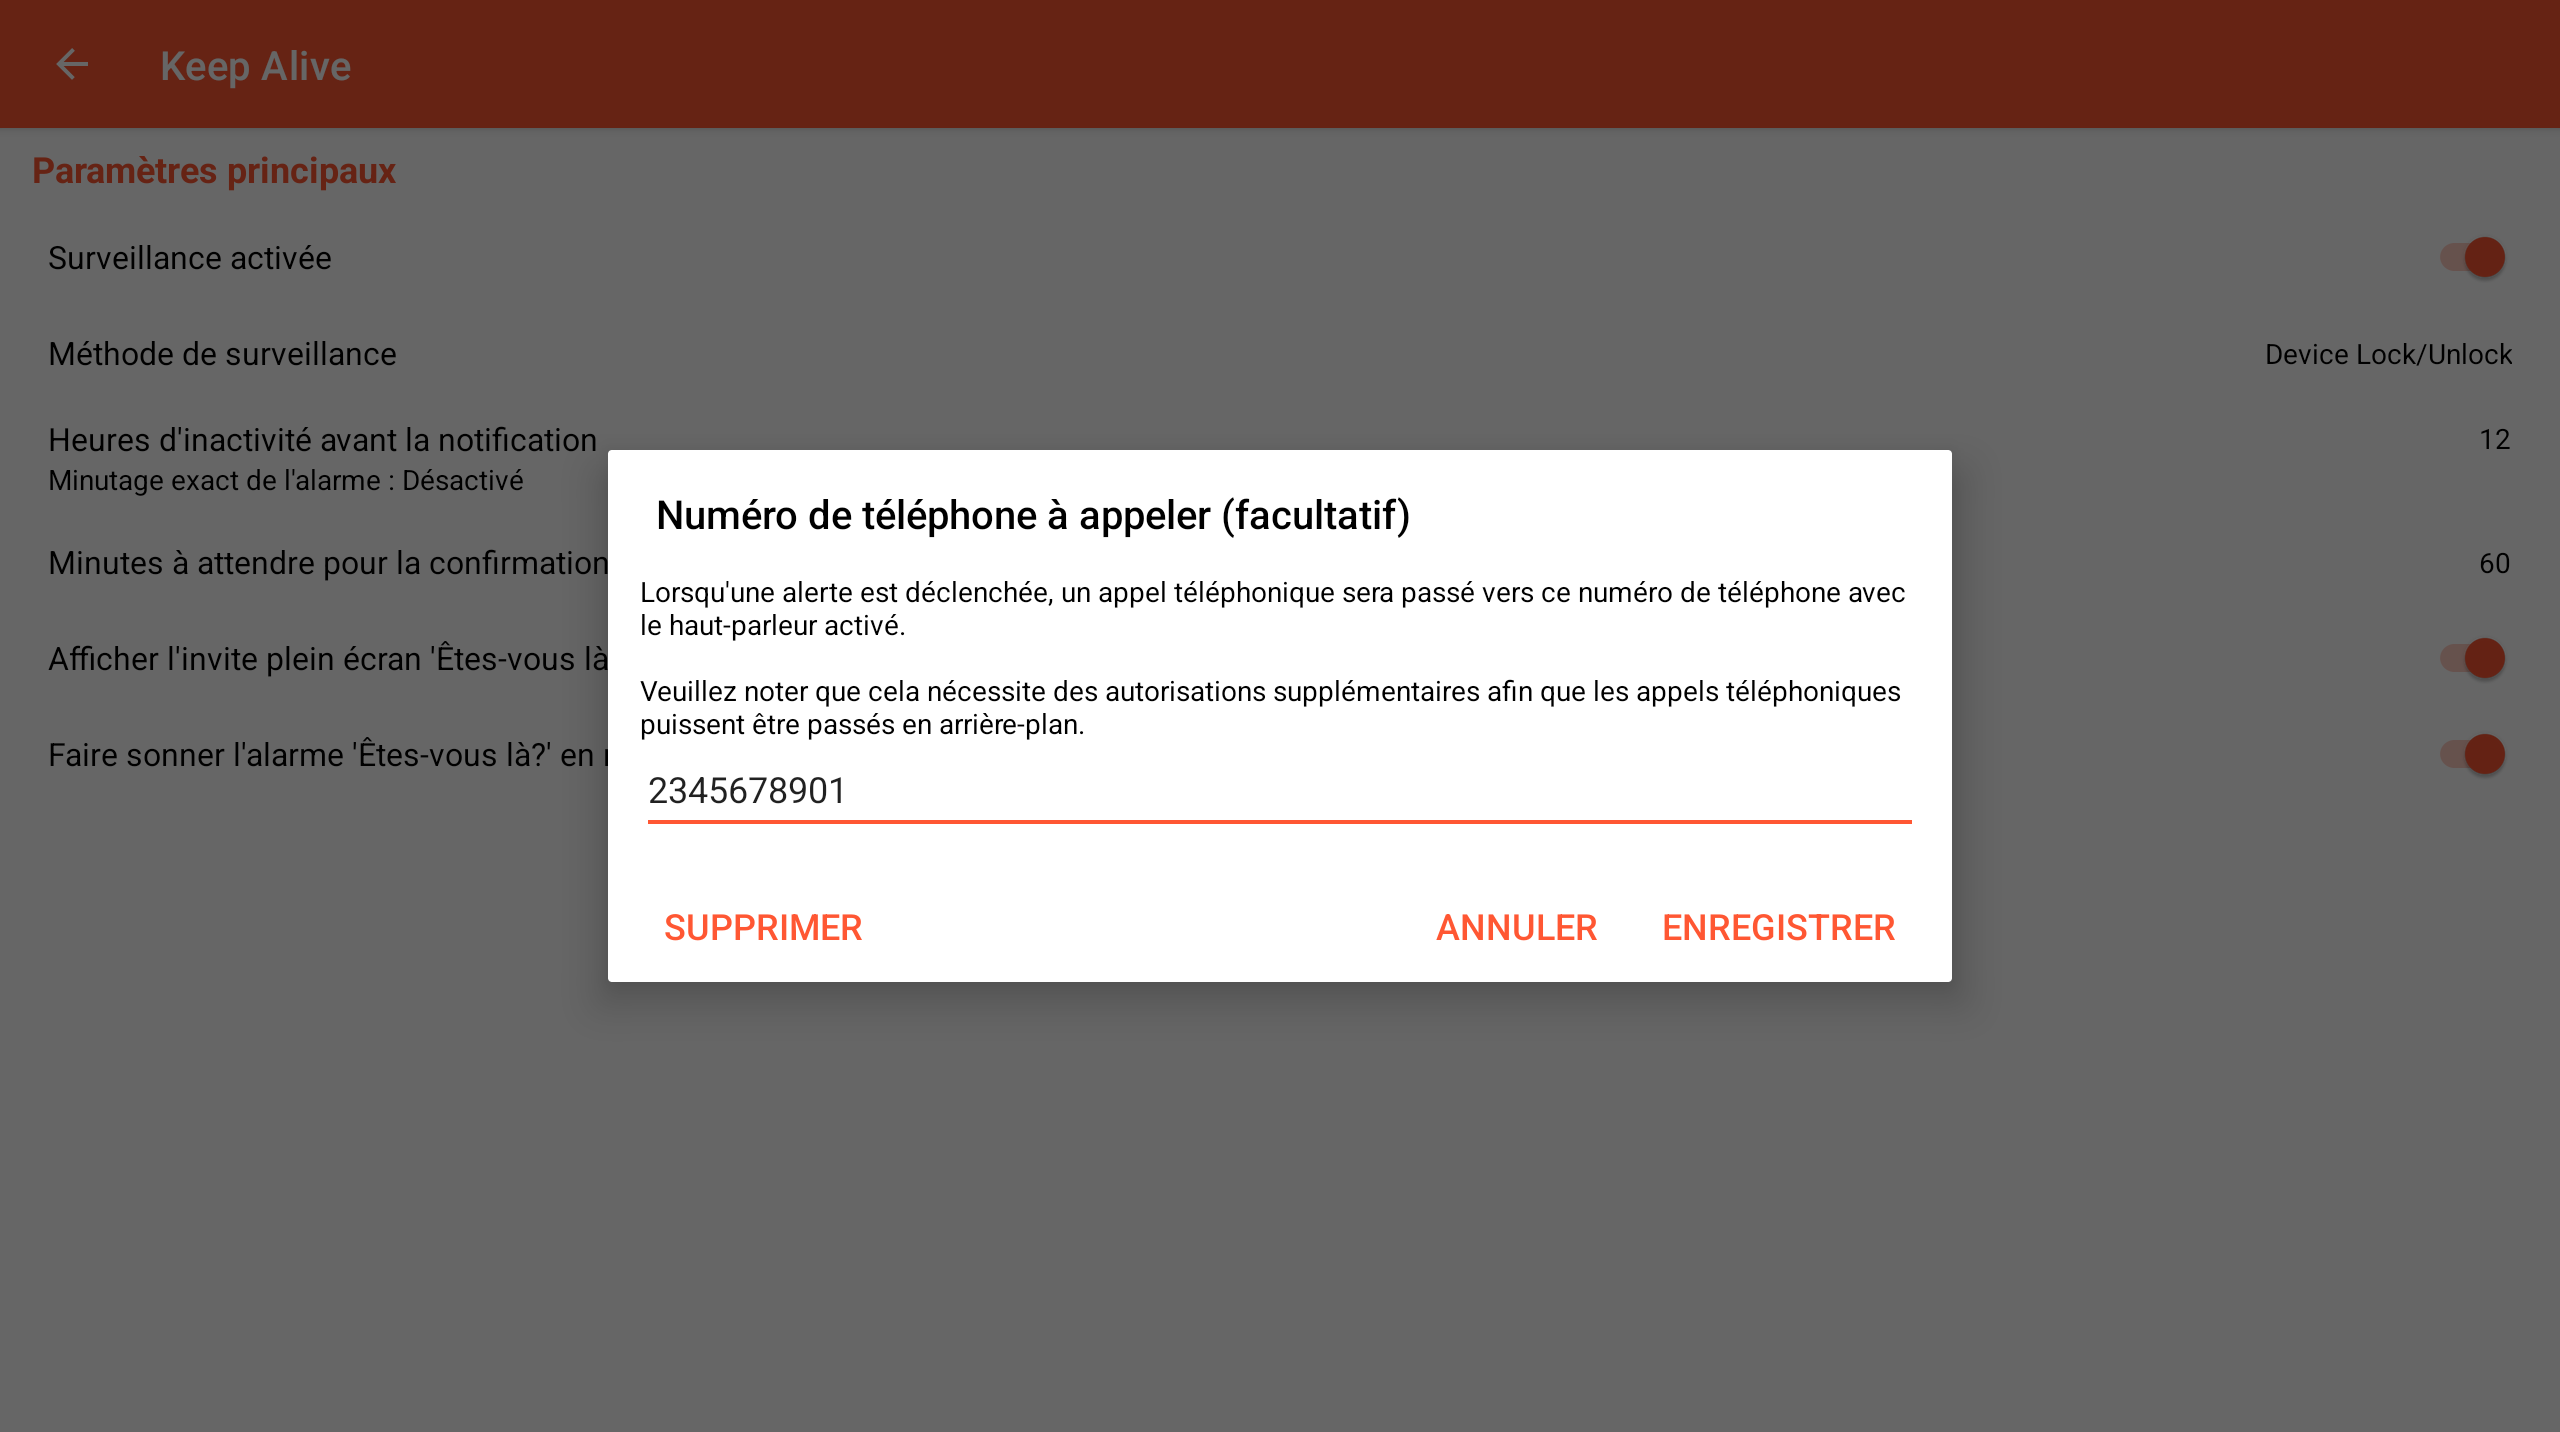 Keep Alive
Paramètres principaux
Surveillance activée
Méthode de surveillance
Device Lock/Unlock
Heures d'inactivité avant la notification
12
Minutage exact de l'alarme : Désactivé
Minutes à attendre pour la confirmation
60
Afficher l'invite plein écran 'Êtes-vous là
Faire sonner l'alarme 'Êtes-vous là?' en
Numéro de téléphone à appeler (facultatif)
Lorsqu'une alerte est déclenchée, un appel téléphonique sera passé vers ce numéro de téléphone avec
le haut-parleur activé.
Veuillez noter que cela nécessite des autorisations supplémentaires afin que les appels téléphoniques
puissent être passés en arrière-plan.
2345678901
SUPPRIMER
ANNULER
ENREGISTRER